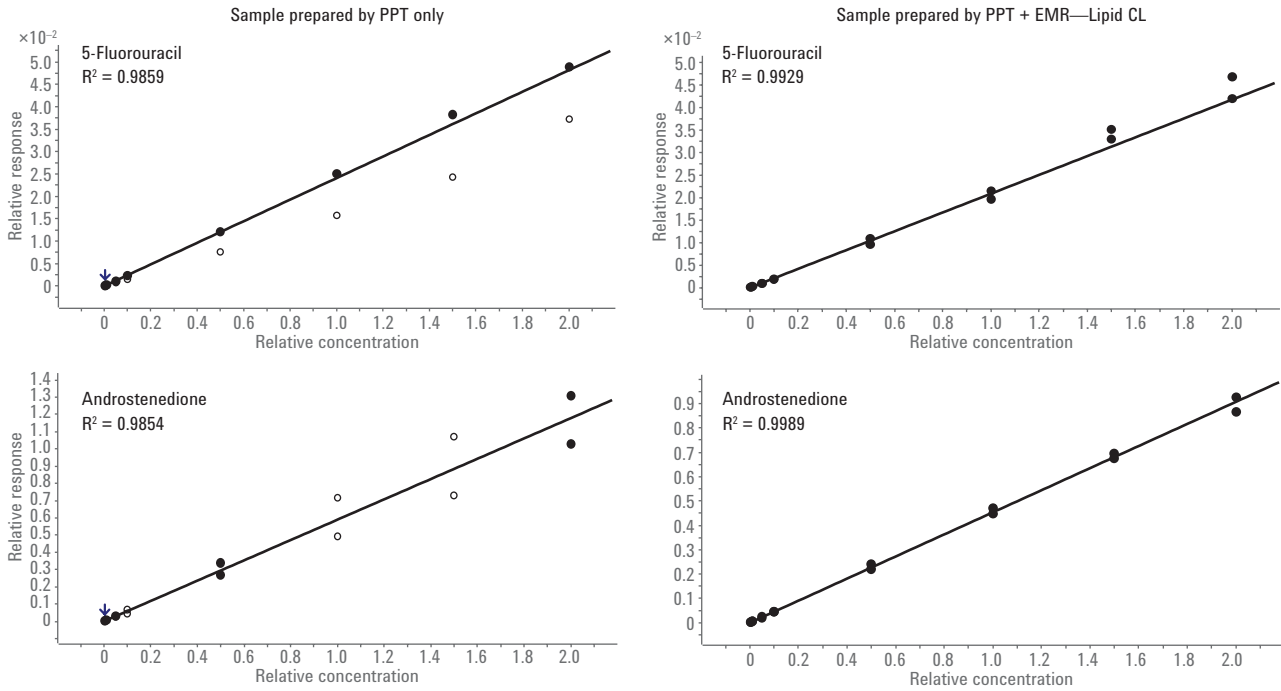 Sample prepared by PPT only
×10⁻²
5-Fluorouracil
R² = 0.9859
5.0
4.5
4.0
3.5
3.0
2.5
2.0
1.5
1.0
0.5
0
Relative response
0 0.2 0.4 0.6 0.8 1.0 1.2 1.4 1.6 1.8 2.0
Relative concentration
Sample prepared by PPT + EMR—Lipid CL
×10⁻²
5-Fluorouracil
R² = 0.9929
5.0
4.5
4.0
3.5
3.0
2.5
2.0
1.5
1.0
0.5
0
Relative response
0 0.2 0.4 0.6 0.8 1.0 1.2 1.4 1.6 1.8 2.0
Relative concentration
Androstenedione
R² = 0.9854
1.4
1.3
1.2
1.1
1.0
0.9
0.8
0.7
0.6
0.5
0.4
0.3
0.2
0.1
0
Relative response
0 0.2 0.4 0.6 0.8 1.0 1.2 1.4 1.6 1.8 2.0
Relative concentration
Androstenedione
R² = 0.9989
0.9
0.8
0.7
0.6
0.5
0.4
0.3
0.2
0.1
0
Relative response
0 0.2 0.4 0.6 0.8 1.0 1.2 1.4 1.6 1.8 2.0
Relative concentration